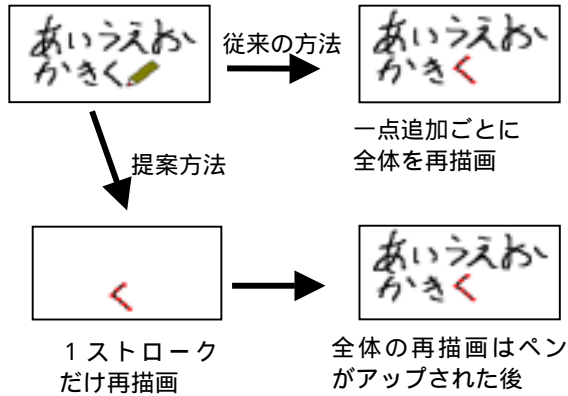 あいうえお
かきく
従来の方法
あいうえお
かきく
一点追加ごとに
全体を再描画
提案方法
く
１ストローク
だけ再描画
あいうえお
かきく
全体の再描画はペン
がアップされた後